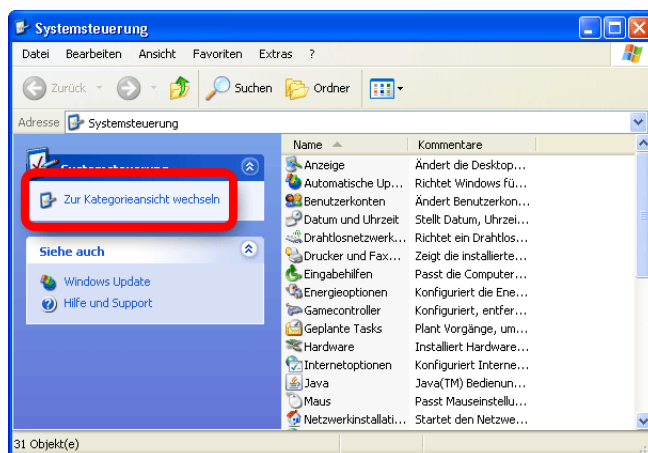 Systemsteuerung
Datei Bearbeiten Ansicht Favoriten Extras ?
Zurück Suchen Ordner
Adresse Systemsteuerung
Systemsteuerung
Zur Kategorieansicht wechseln
Siehe auch
Windows Update
Hilfe und Support
Name Kommentare
Anzeige Ändert die Desktop...
Automatische Up... Richtet Windows fü...
Benutzerkonten Ändert Benutzerkon...
Datum und Uhrzeit Stellt Datum, Uhrzei...
Drahtlosnetzwerk... Richtet ein Drahtlos...
Drucker und Fax... Zeigt die installierte...
Eingabehilfen Passt die Computer...
Energieoptionen Konfiguriert die Ene...
Gamecontroller Konfiguriert, entfer...
Geplante Tasks Plant Vorgänge, um...
Hardware Installiert Hardware...
Internetoptionen Konfiguriert Interne...
Java Java(TM) Bedienun...
Maus Passt Mauseinstellu...
Netzwerkinstallati... Startet den Netzwe...
31 Objekt(e)